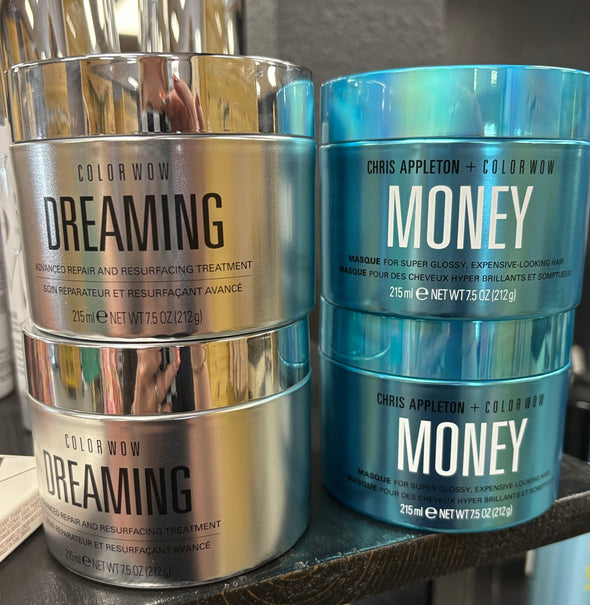 COLOR WOW
DREAMING
ADVANCED REPAIR AND RESURFACING TREATMENT
SOIN RÉPARATEUR ET RESURFAÇANT AVANCÉ
215 ml ℮ NET WT 7.5 OZ (212 g)
CHRIS APPLETON + COLOR WOW
MONEY
MASQUE FOR SUPER GLOSSY, EXPENSIVE-LOOKING HAIR
MASQUE POUR DES CHEVEUX HYPER BRILLANTS ET SOMPTUEUX
215 ml ℮ NET WT 7.5 OZ (212 g)
COLOR WOW
DREAMING
ADVANCED REPAIR AND RESURFACING TREATMENT
SOIN RÉPARATEUR ET RESURFAÇANT AVANCÉ
215 ml ℮ NET WT 7.5 OZ (212 g)
CHRIS APPLETON + COLOR WOW
MONEY
MASQUE FOR SUPER GLOSSY, EXPENSIVE-LOOKING HAIR
MASQUE POUR DES CHEVEUX HYPER BRILLANTS ET SOMPTUEUX
215 ml ℮ NET WT 7.5 OZ (212 g)